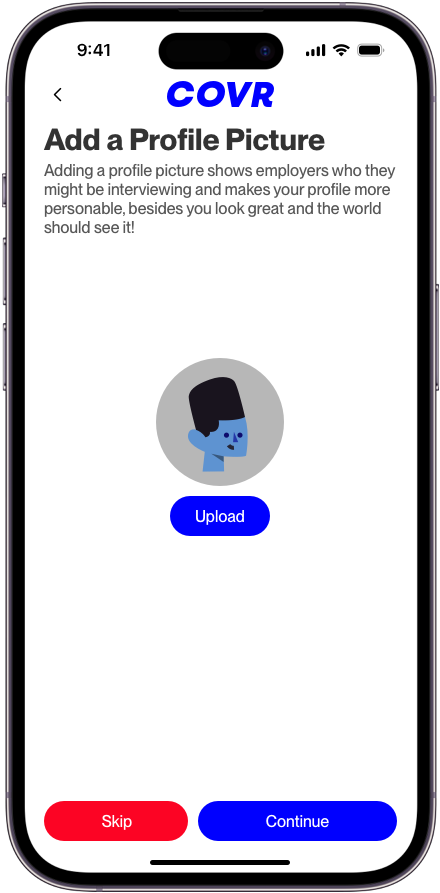 9:41
COVR
Add a Profile Picture
Adding a profile picture shows employers who they
might be interviewing and makes your profile more
personable, besides you look great and the world
should see it!
Upload
Skip
Continue